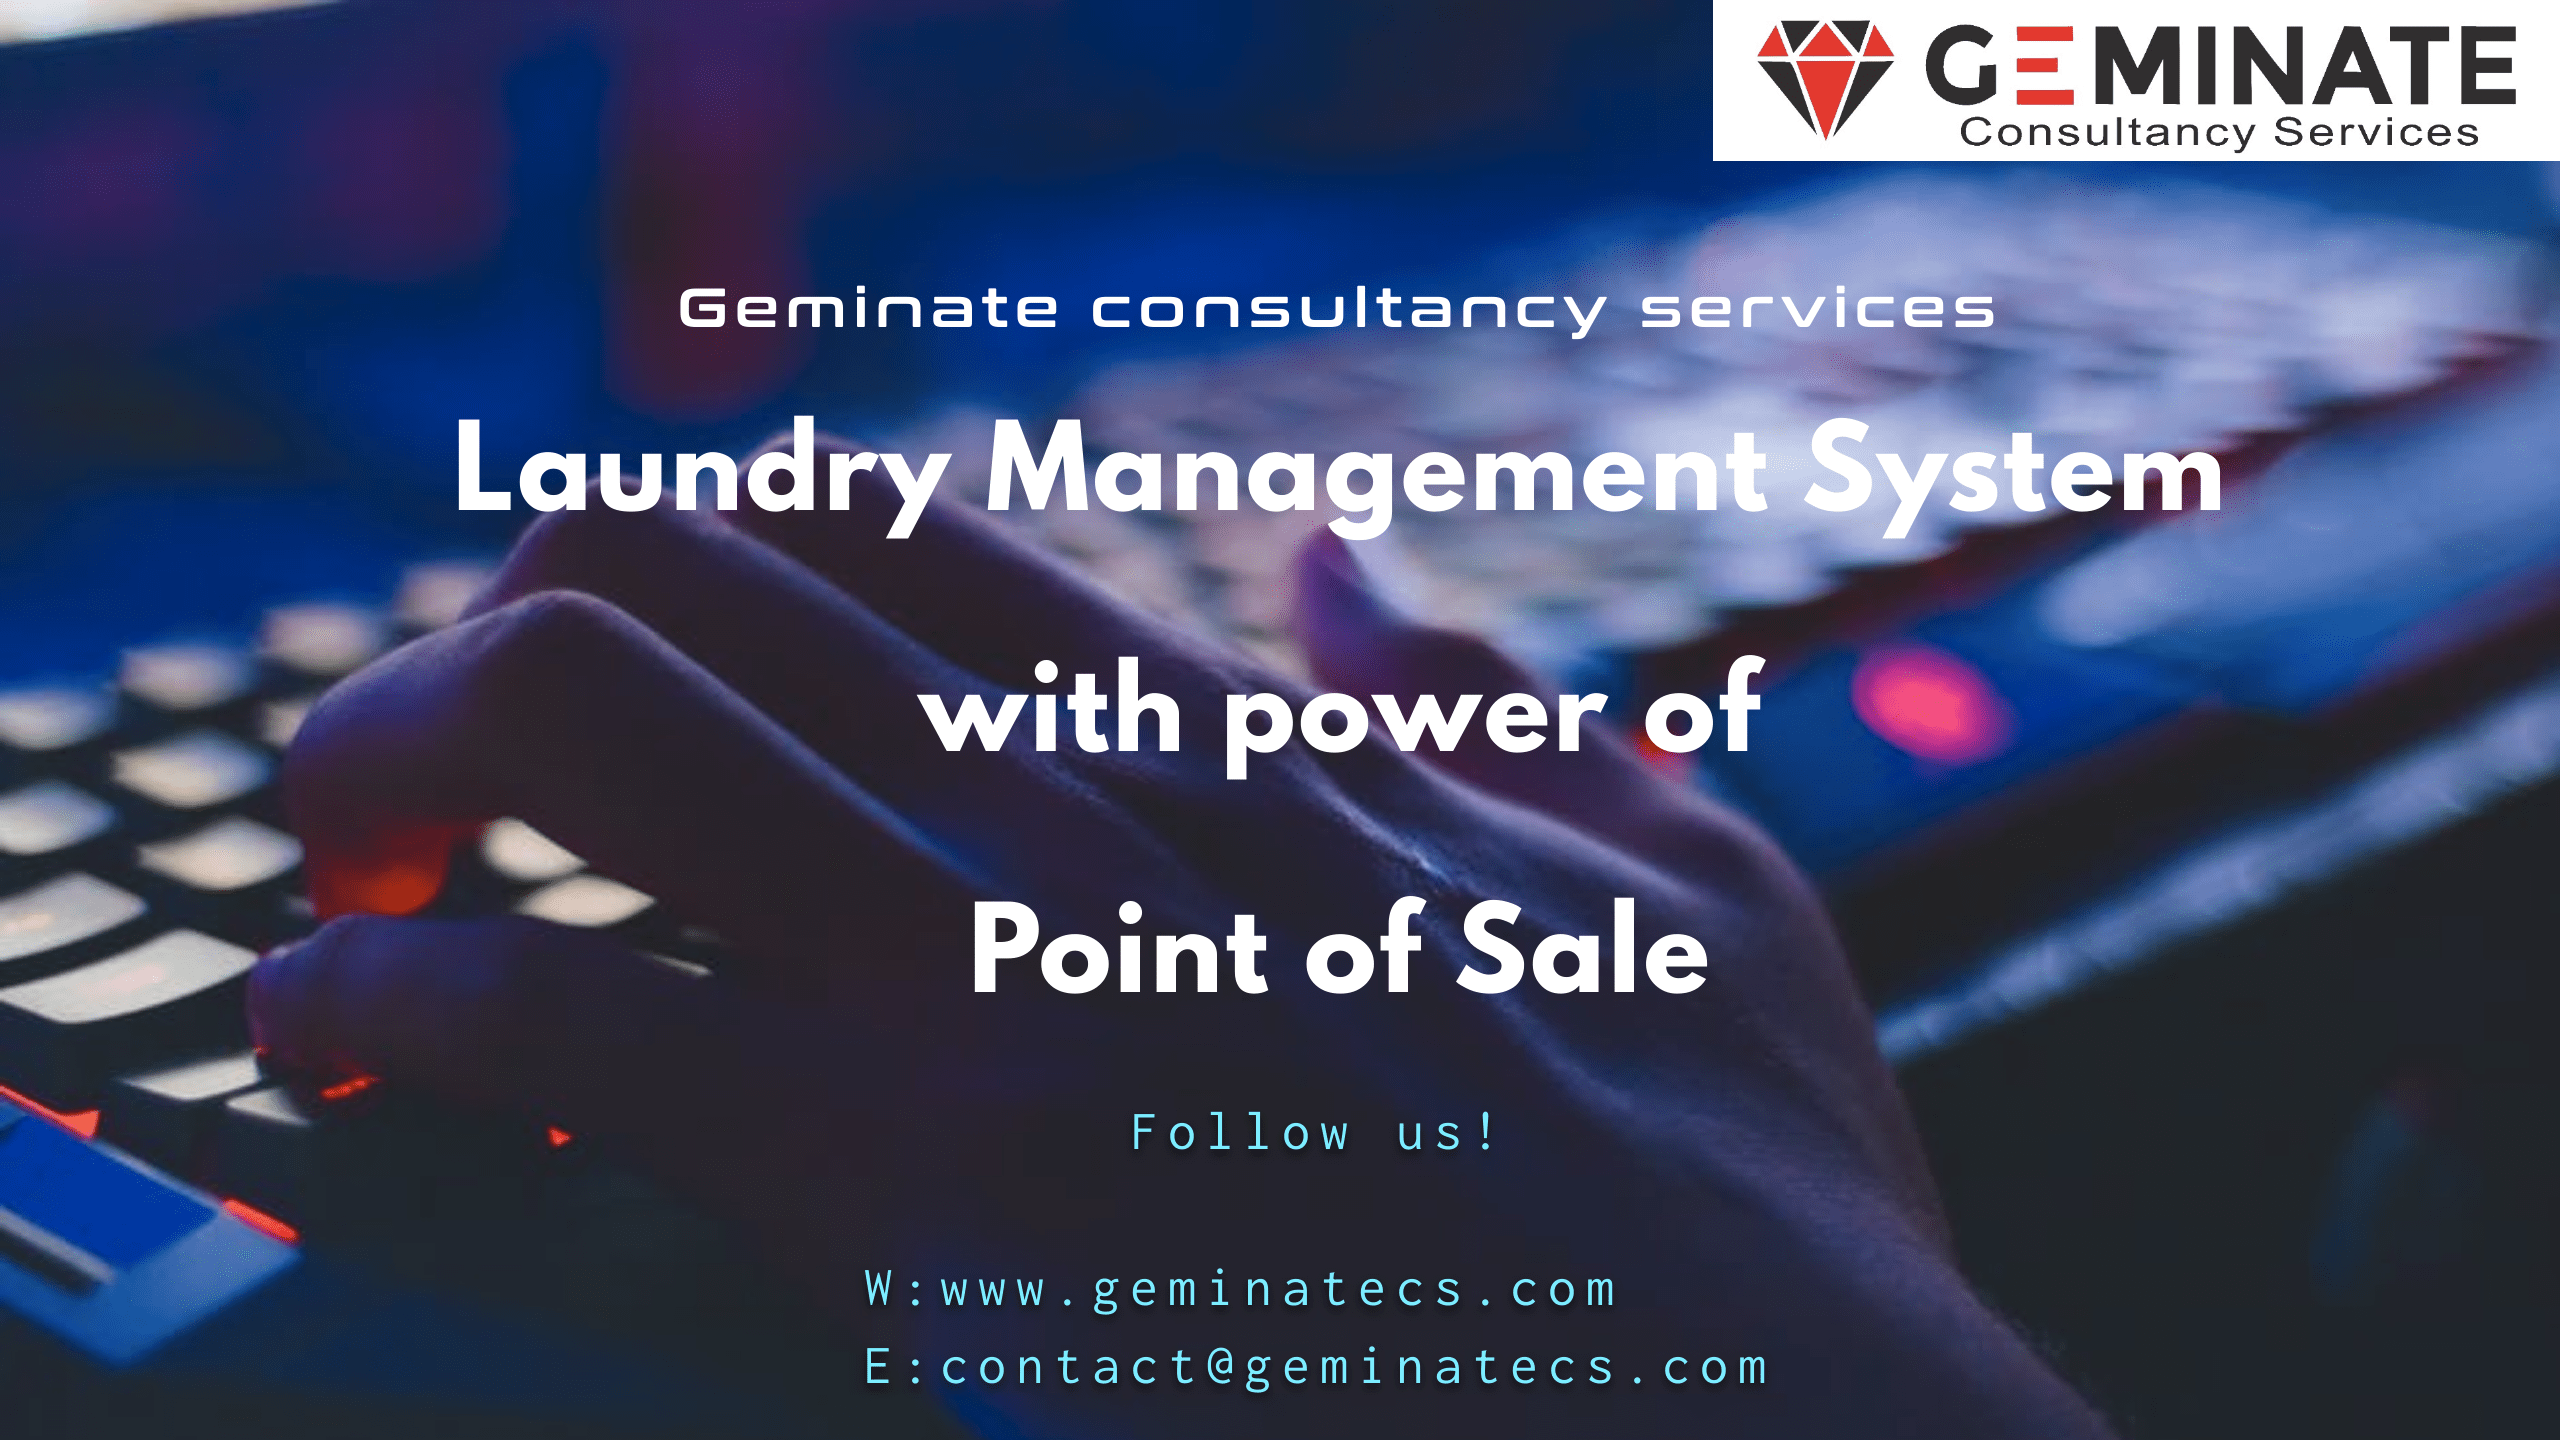 GEMINATE
Consultancy Services
Geminate consultancy services
Laundry Management System
with power of
Point of Sale
Follow us!
W:www.geminatecs.com
E:contact@geminatecs.com